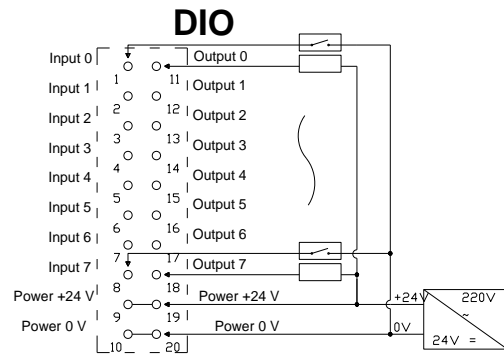 DIO
Input 0 Output 0
1 11
Input 1 Output 1
2 12
Input 2 Output 2
3 13
Input 3 Output 3
4 14
Input 4 Output 4
5 15
Input 5 Output 5
6 16
Input 6 Output 6
7 17
Input 7 Output 7
8 18
Power +24 V Power +24 V +24V 220V
~
9 19
Power 0 V Power 0 V 0V
24V =
10 20